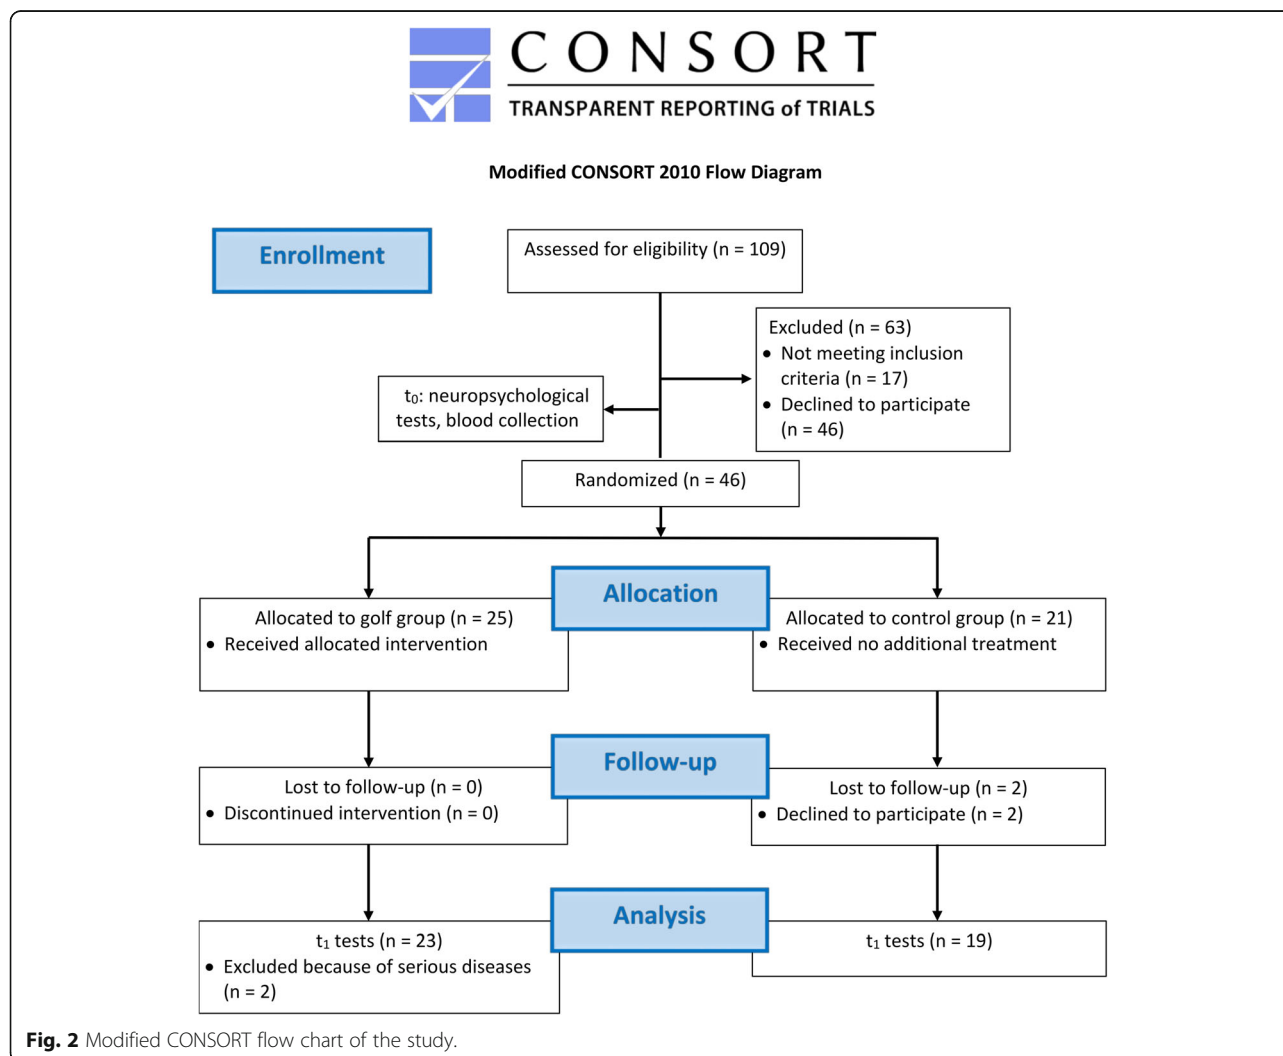 CONSORT
TRANSPARENT REPORTING of TRIALS
Modified CONSORT 2010 Flow Diagram
Enrollment
Assessed for eligibility (n = 109)
Excluded (n = 63)
• Not meeting inclusion
criteria (n = 17)
• Declined to participate
(n = 46)
t₀: neuropsychological
tests, blood collection
Randomized (n = 46)
Allocation
Allocated to golf group (n = 25)
• Received allocated intervention
Allocated to control group (n = 21)
• Received no additional treatment
Follow-up
Lost to follow-up (n = 0)
• Discontinued intervention (n = 0)
Lost to follow-up (n = 2)
• Declined to participate (n = 2)
Analysis
t₁ tests (n = 23)
• Excluded because of serious diseases
(n = 2)
t₁ tests (n = 19)
Fig. 2 Modified CONSORT flow chart of the study.